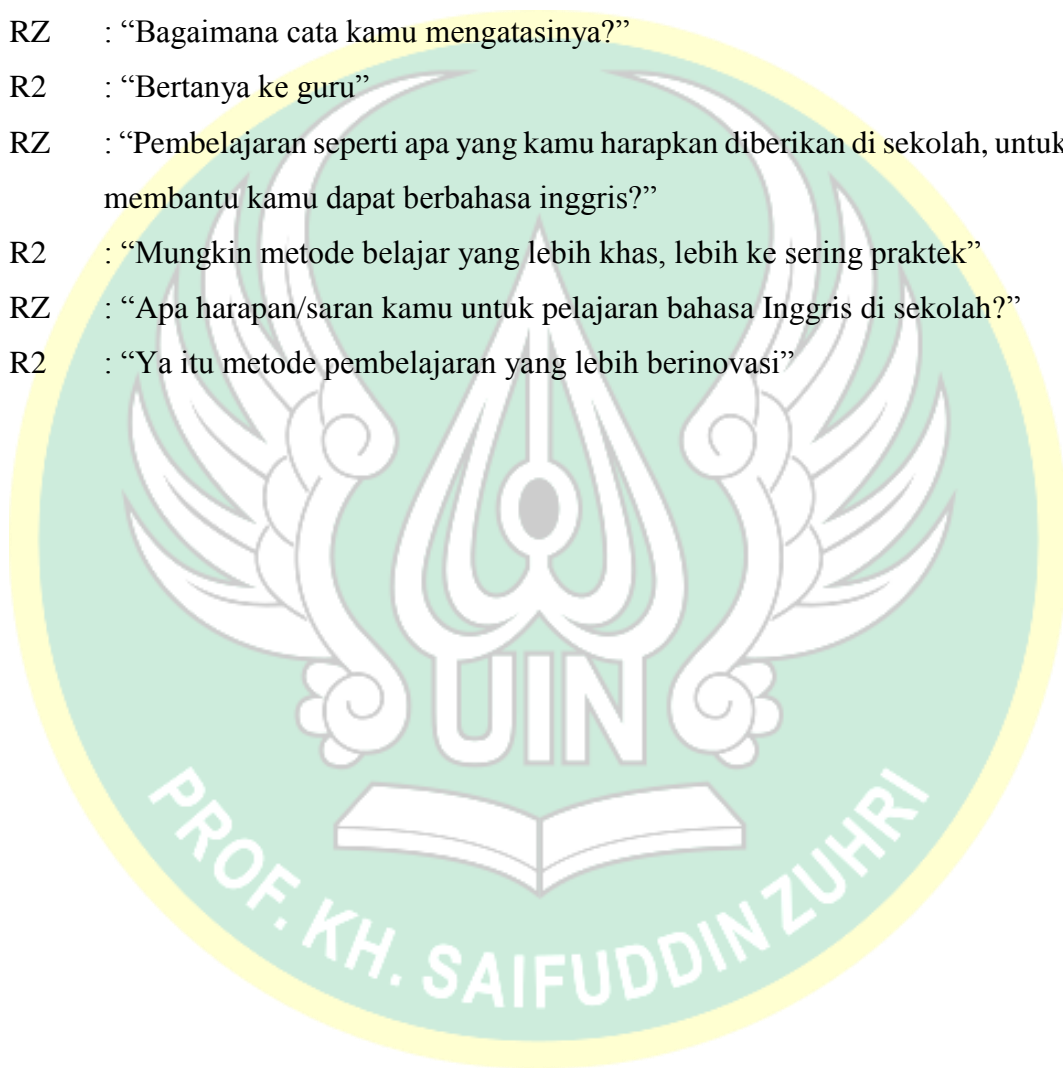 RZ : “Bagaimana cata kamu mengatasinya?”
R2 : “Bertanya ke guru”
RZ : “Pembelajaran seperti apa yang kamu harapkan diberikan di sekolah, untuk
membantu kamu dapat berbahasa inggris?”
R2 : “Mungkin metode belajar yang lebih khas, lebih ke sering praktek”
RZ : “Apa harapan/saran kamu untuk pelajaran bahasa Inggris di sekolah?”
R2 : “Ya itu metode pembelajaran yang lebih berinovasi”
UIN
PROF. KH. SAIFUDDIN ZUHRI